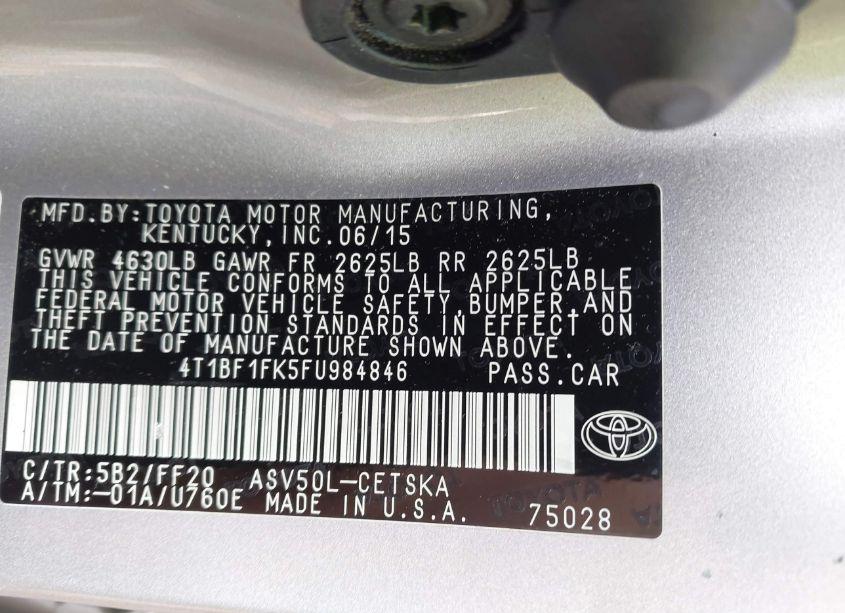 MFD.BY:TOYOTA MOTOR MANUFACTURING,
KENTUCKY,INC.06/15
GVWR 4630LB GAWR FR 2625LB RR 2625LB
THIS VEHICLE CONFORMS TO ALL APPLICABLE
FEDERAL MOTOR VEHICLE SAFETY,BUMPER,AND
THEFT PREVENTION STANDARDS IN EFFECT ON
THE DATE OF MANUFACTURE SHOWN ABOVE.
4T1BF1FK5FU984846 PASS.CAR
C/TR:5B2/FF20 ASV50L-CETSKA
A/TM:-01A/U760E MADE IN U.S.A. 75028